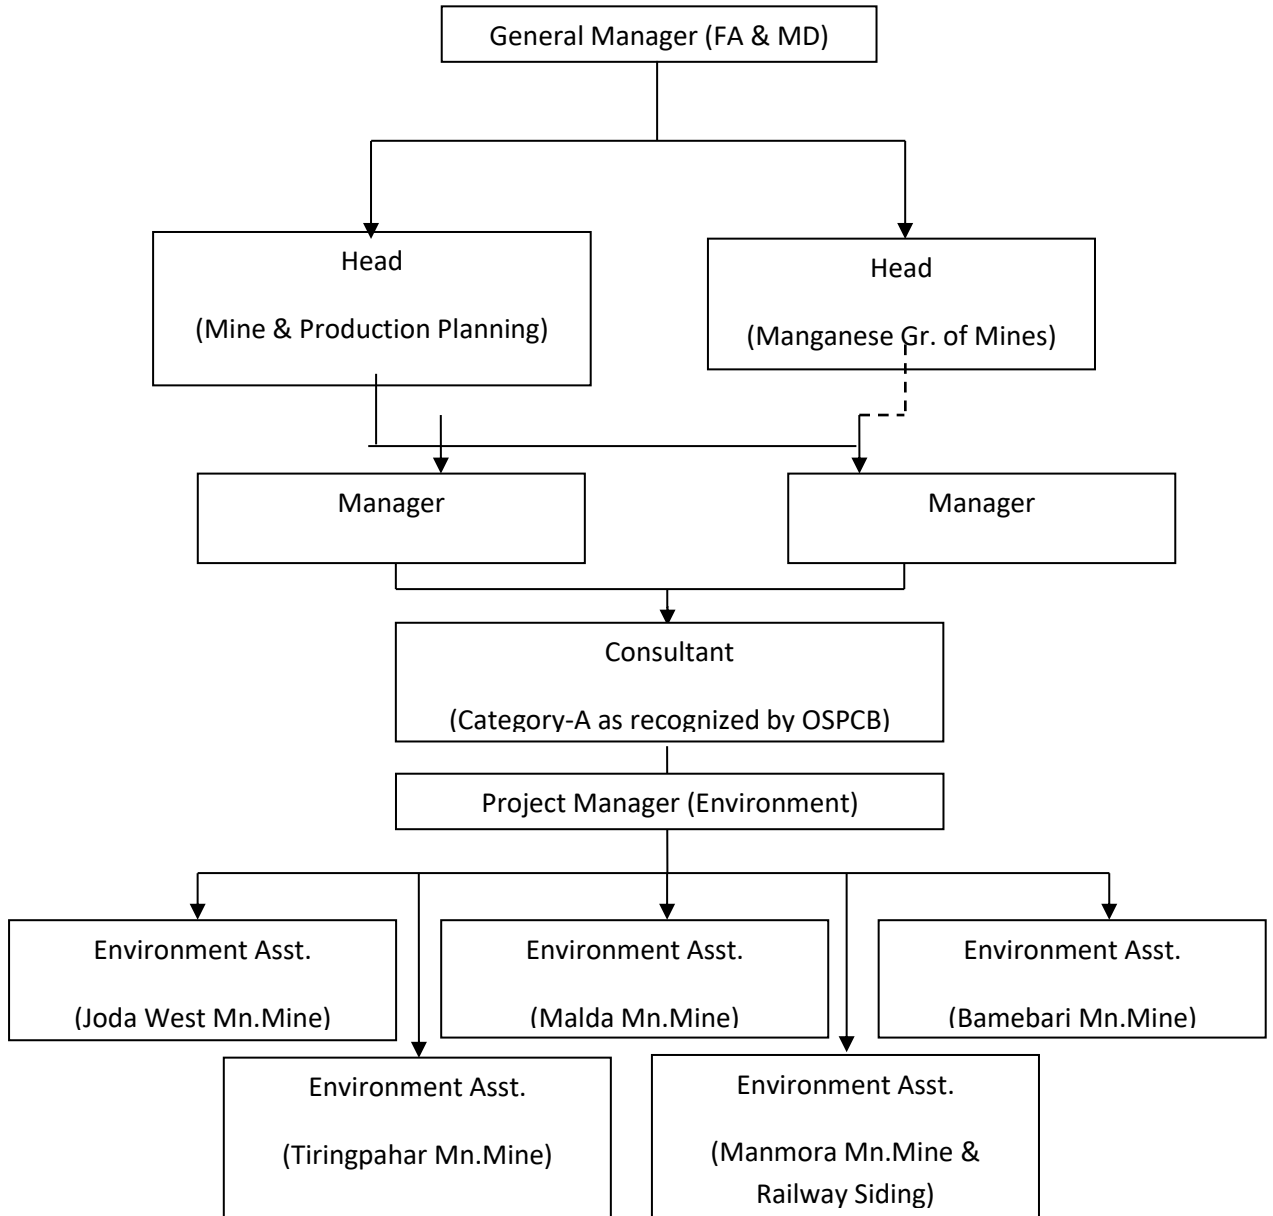 General Manager (FA & MD)
Head
(Mine & Production Planning)
Head
(Manganese Gr. of Mines)
Manager
Manager
Consultant
(Category-A as recognized by OSPCB)
Project Manager (Environment)
Environment Asst.
(Joda West Mn.Mine)
Environment Asst.
(Malda Mn.Mine)
Environment Asst.
(Bamebari Mn.Mine)
Environment Asst.
(Tiringpahar Mn.Mine)
Environment Asst.
(Manmora Mn.Mine &
Railway Siding)